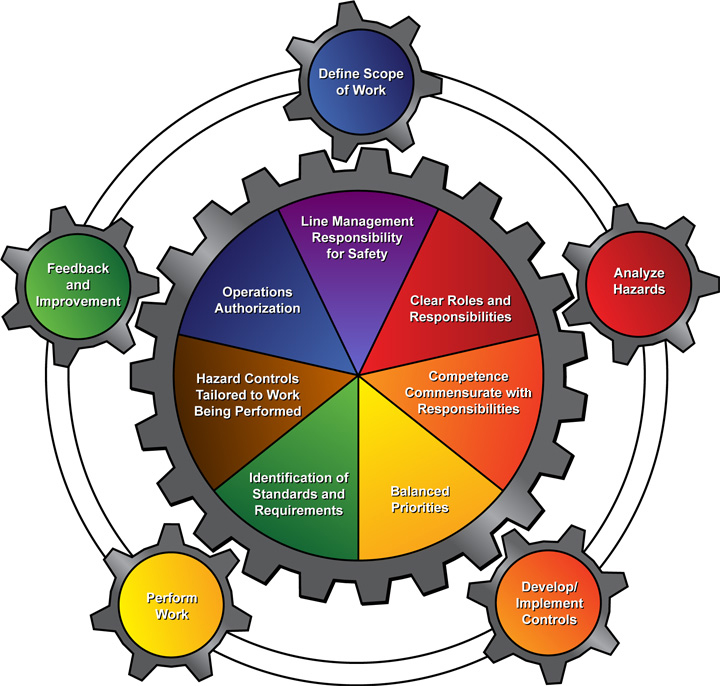 Define Scope
of Work
Analyze
Hazards
Develop/
Implement
Controls
Perform
Work
Feedback
and
Improvement
Line Management
Responsibility
for Safety
Clear Roles and
Responsibilities
Competence
Commensurate with
Responsibilities
Balanced
Priorities
Identification of
Standards and
Requirements
Hazard Controls
Tailored to Work
Being Performed
Operations
Authorization